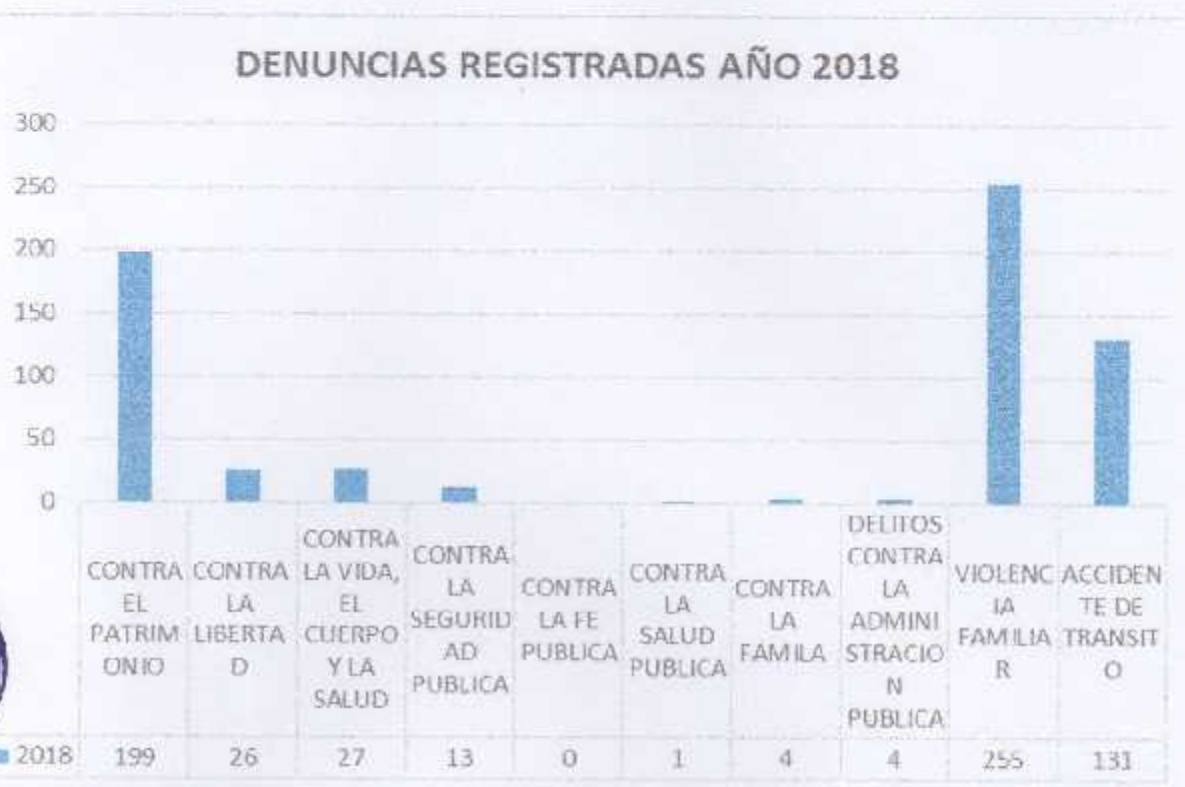 DENUNCIAS REGISTRADAS AÑO 2018
300
250
200
150
100
50
0
CONTRA
EL
PATRIM
ONIO
CONTRA
LA
LIBERTA
D
CONTRA
LA VIDA,
EL
CUERPO
Y LA
SALUD
CONTRA
LA
SEGURID
AD
PUBLICA
CONTRA
LA FE
PUBLICA
CONTRA
LA
SALUD
PUBLICA
CONTRA
LA
FAMILA
DELITOS
CONTRA
LA
ADMINI
STRACIO
N
PUBLICA
VIOLENC
IA
FAMILIA
R
ACCIDEN
TE DE
TRANSIT
O
2018 199 26 27 13 0 1 4 4 255 131